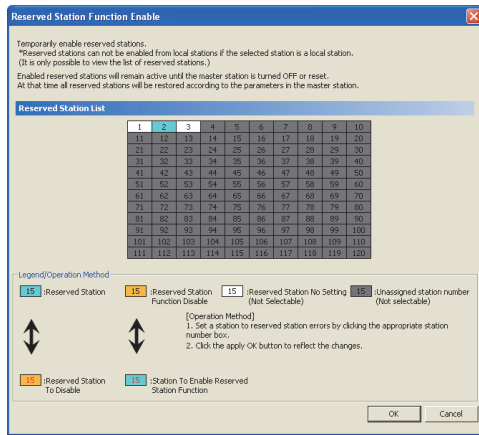 Reserved Station Function Enable
Temporarily enable reserved stations.
*Reserved stations can not be enabled from local stations if the selected station is a local station.
(It is only possible to view the list of reserved stations.)
Enabled reserved stations will remain active until the master station is turned OFF or reset.
At that time all reserved stations will be restored according to the parameters in the master station.
Reserved Station List
1 2 3 4 5 6 7 8 9 10
11 12 13 14 15 16 17 18 19 20
21 22 23 24 25 26 27 28 29 30
31 32 33 34 35 36 37 38 39 40
41 42 43 44 45 46 47 48 49 50
51 52 53 54 55 56 57 58 59 60
61 62 63 64 65 66 67 68 69 70
71 72 73 74 75 76 77 78 79 80
81 82 83 84 85 86 87 88 89 90
91 92 93 94 95 96 97 98 99 100
101 102 103 104 105 106 107 108 109 110
111 112 113 114 115 116 117 118 119 120
Legend/Operation Method
15 :Reserved Station
15 :Reserved Station
Function Disable
15 :Reserved Station No Setting
(Not Selectable)
15 :Unassigned station number
(Not selectable)
[Operation Method]
1. Set a station to reserved station errors by clicking the appropriate station
number box.
2. Click the apply OK button to reflect the changes.
15 :Reserved Station
To Disable
15 :Station To Enable Reserved
Station Function
OK
Cancel